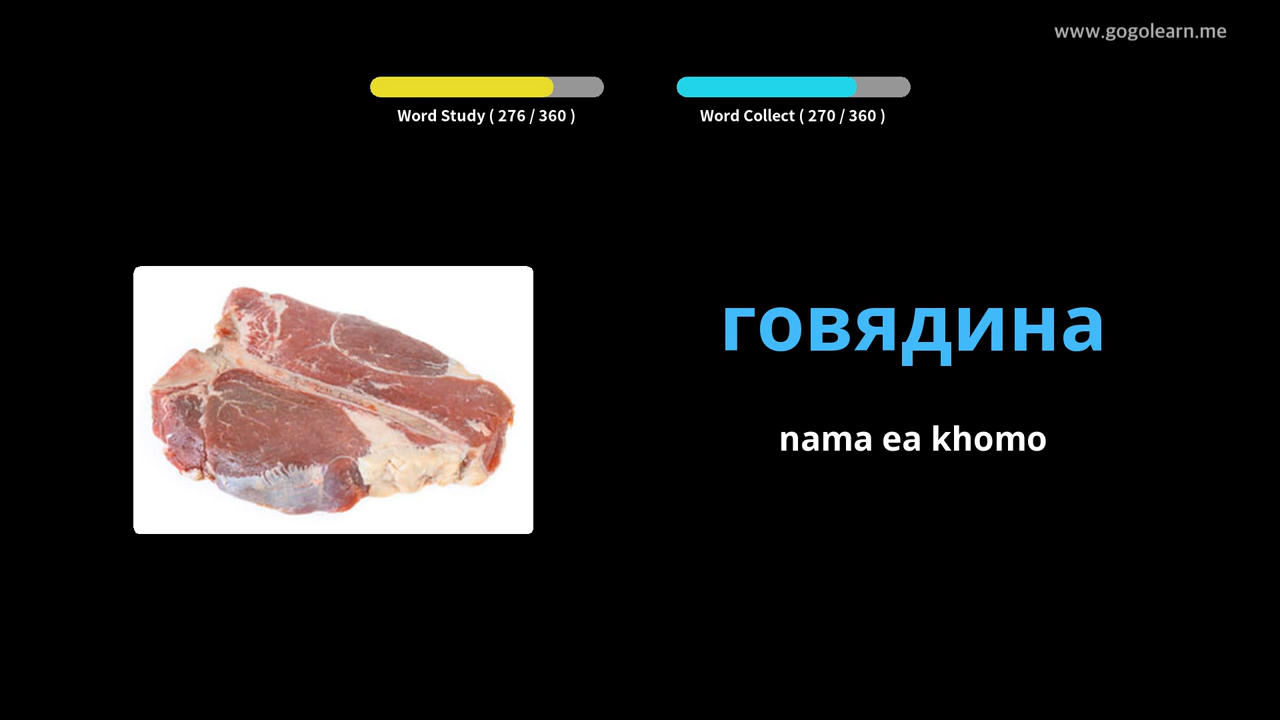 www.gogolearn.me
Word Study ( 276 / 360 )
Word Collect ( 270 / 360 )
говядина
nama ea khomo